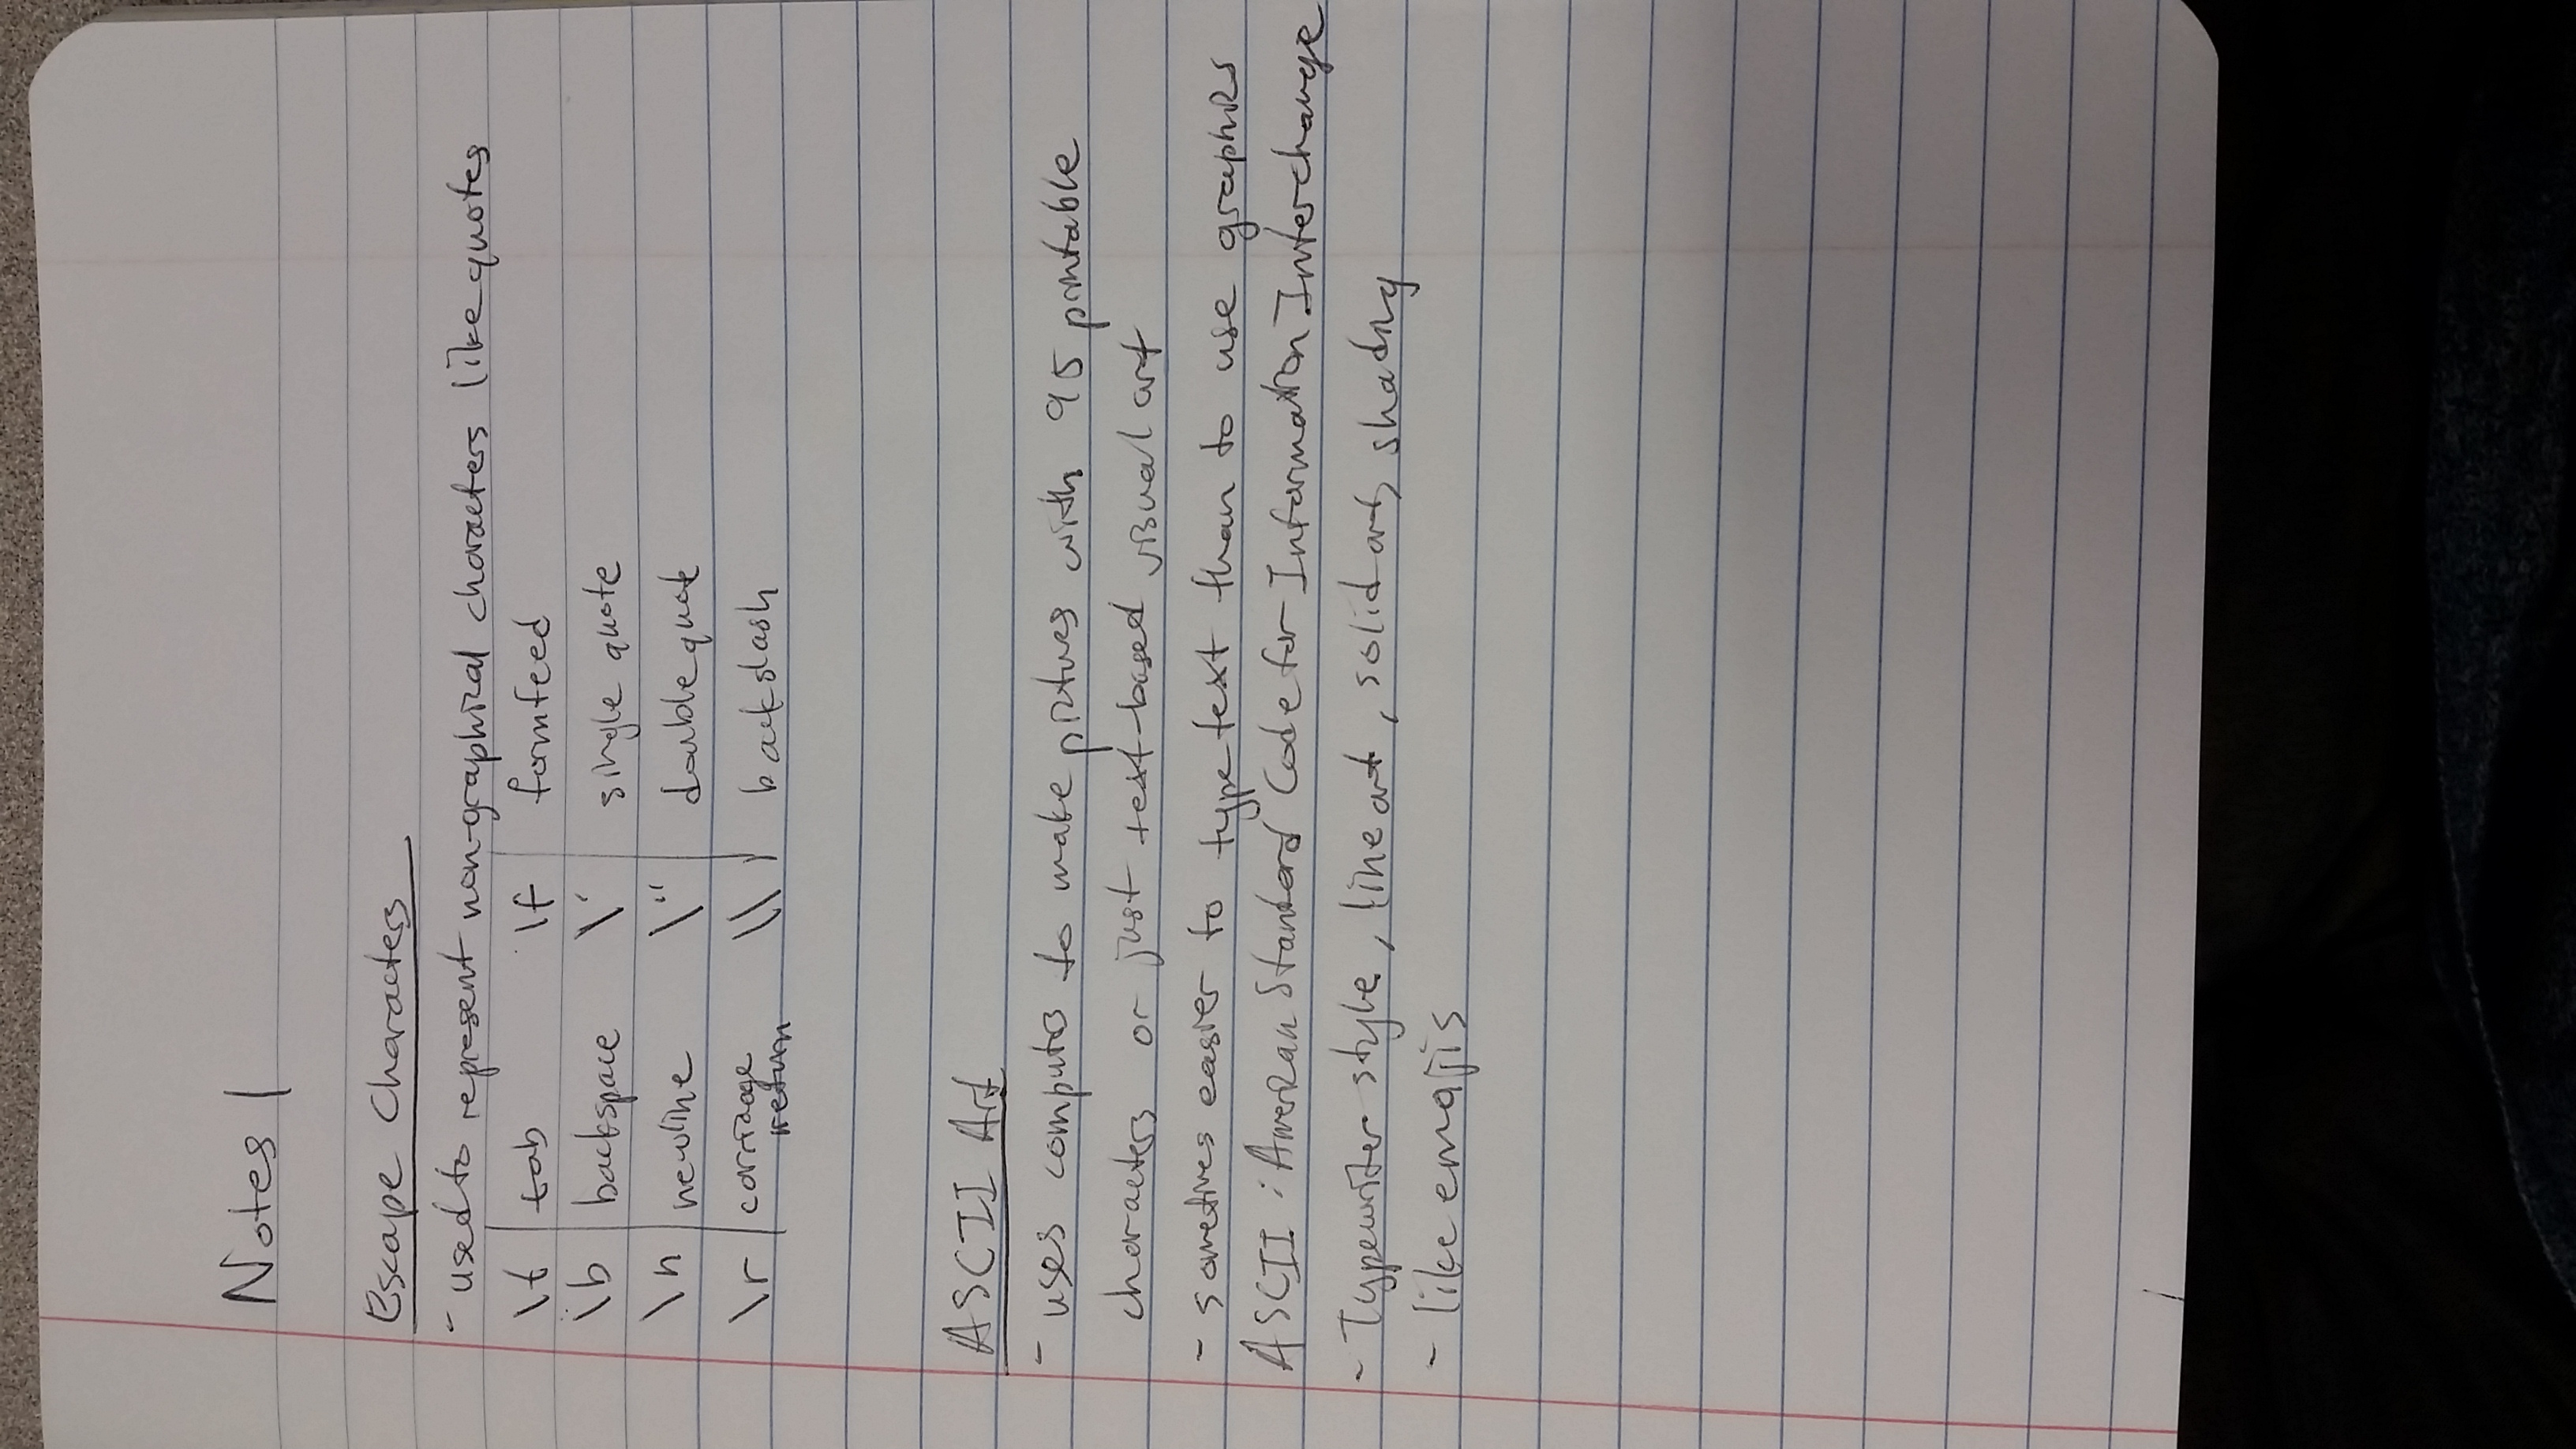 Notes 1
Escape Characters
- used to represent non-graphical characters like quotes
\t tab \f formfeed
\b backspace \' single quote
\n newline \" double quote
\r carriage return \\ backslash
ASCII Art
- uses computers to make pictures with 95 printable
characters or just text-based visual art
- sometimes easier to type text than to use graphics
ASCII : American Standard Code for Information Interchange
- Typewriter style, line art, solid art, shading
- like emojis